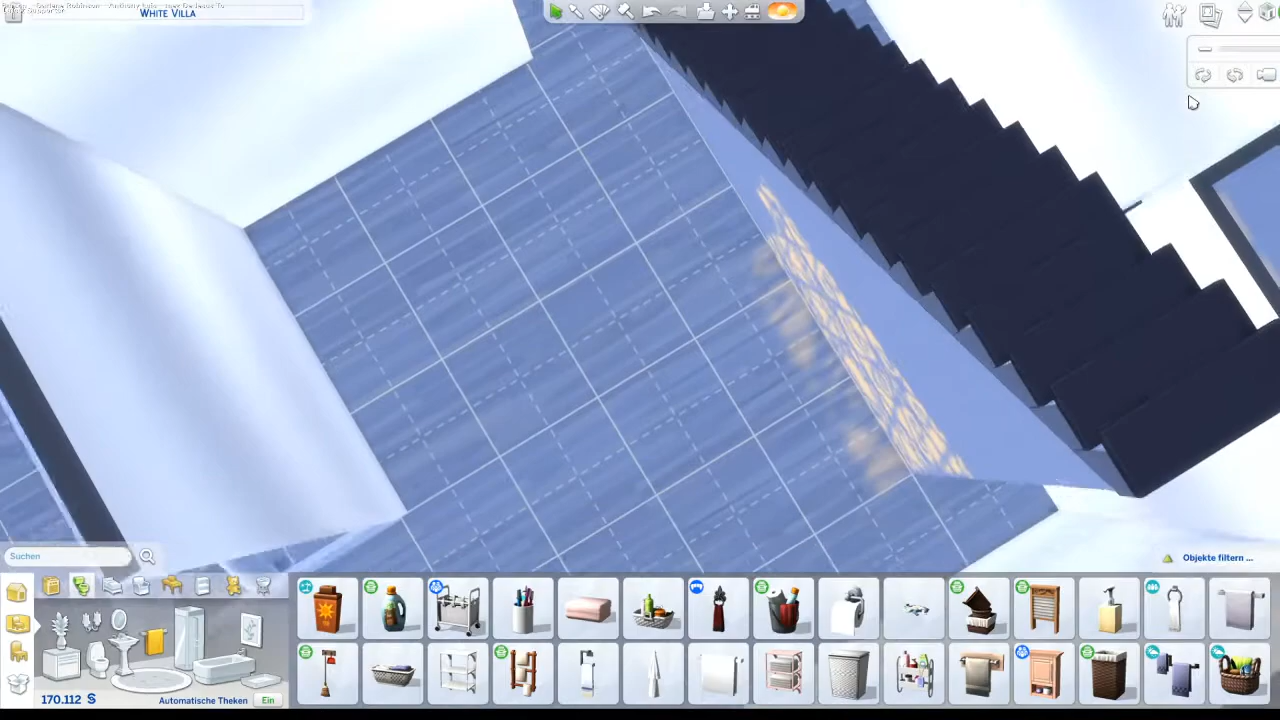 WHITE VILLA
Suchen
Objekte filtern ...
170.112 $
Automatische Theken
Ein